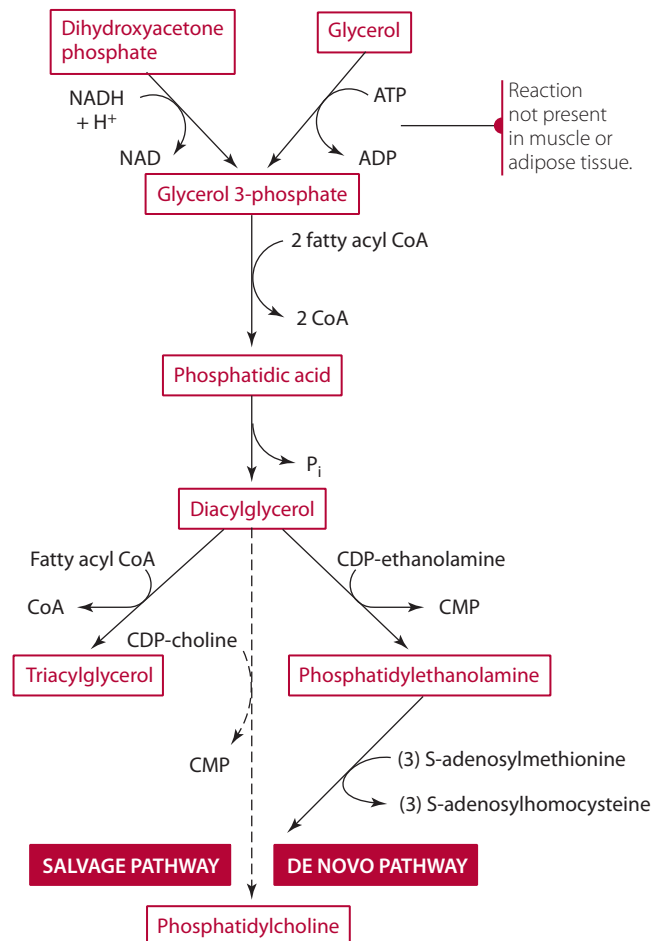 Dihydroxyacetone
phosphate
Glycerol
NADH
+ H⁺
NAD
ATP
ADP
Reaction
not present
in muscle or
adipose tissue.
Glycerol 3-phosphate
2 fatty acyl CoA
2 CoA
Phosphatidic acid
Pᵢ
Diacylglycerol
Fatty acyl CoA
CoA
CDP-ethanolamine
CMP
CDP-choline
CMP
Triacylglycerol
Phosphatidylethanolamine
(3) S-adenosylmethionine
(3) S-adenosylhomocysteine
SALVAGE PATHWAY
DE NOVO PATHWAY
Phosphatidylcholine